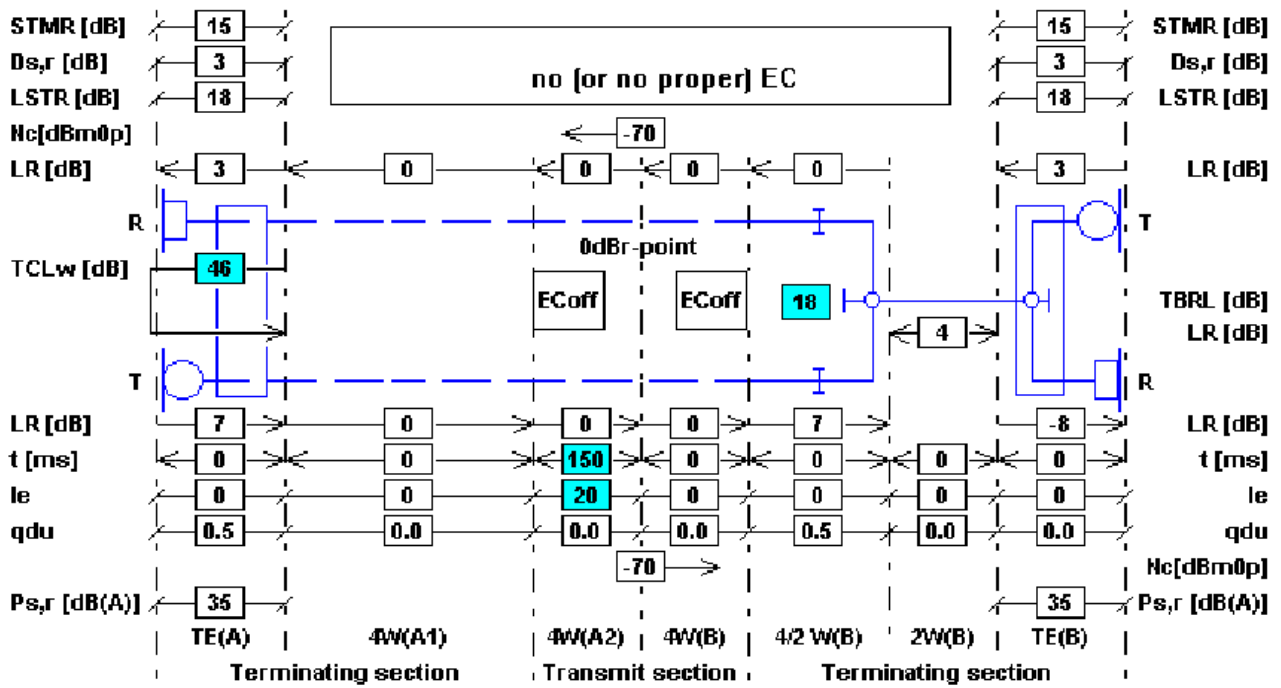 STMR [dB] 15 15 STMR [dB]
Ds,r [dB] 3 no (or no proper) EC 3 Ds,r [dB]
LSTR [dB] 18 18 LSTR [dB]
Nc[dBm0p] -70
LR [dB] 3 0 0 0 0 3 LR [dB]
R T
0dBr-point
TCLw [dB] 46
ECoff ECoff 18 TBRL [dB]
4 LR [dB]
T R
LR [dB] 7 0 0 0 7 -8 LR [dB]
t [ms] 0 0 150 0 0 0 0 t [ms]
Ie 0 0 20 0 0 0 0 Ie
qdu 0.5 0.0 0.0 0.0 0.5 0.0 0.0 qdu
-70 Nc[dBm0p]
Ps,r [dB(A)] 35 35 Ps,r [dB(A)]
TE(A) 4W(A1) 4W(A2) 4W(B) 4/2 W(B) 2W(B) TE(B)
Terminating section Transmit section Terminating section